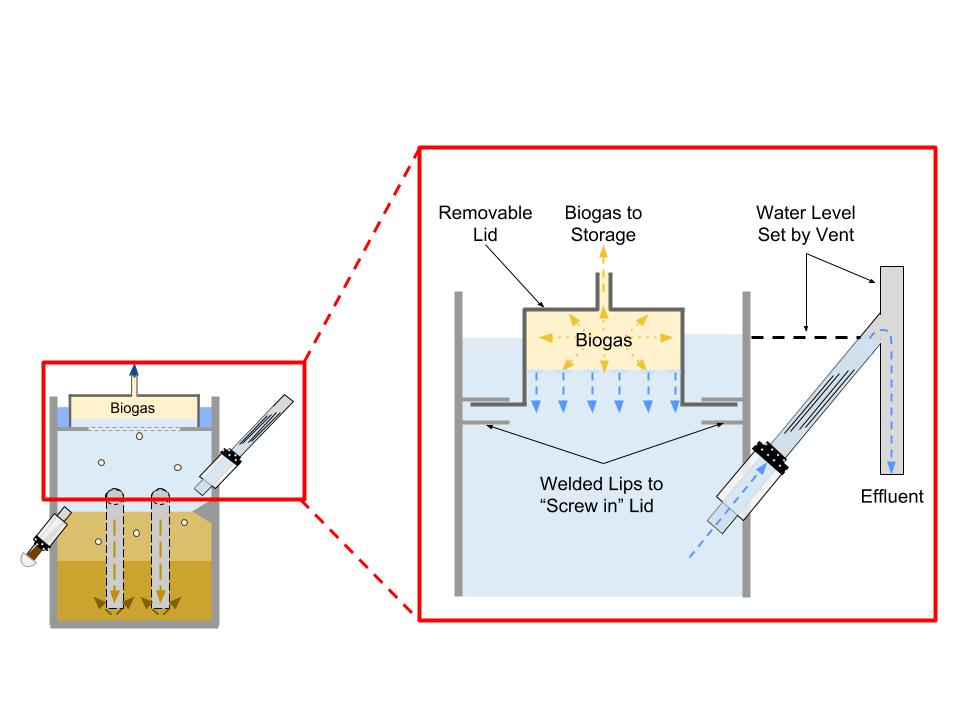 Removable
Lid
Biogas to
Storage
Water Level
Set by Vent
Biogas
Biogas
Welded Lips to
“Screw in” Lid
Effluent